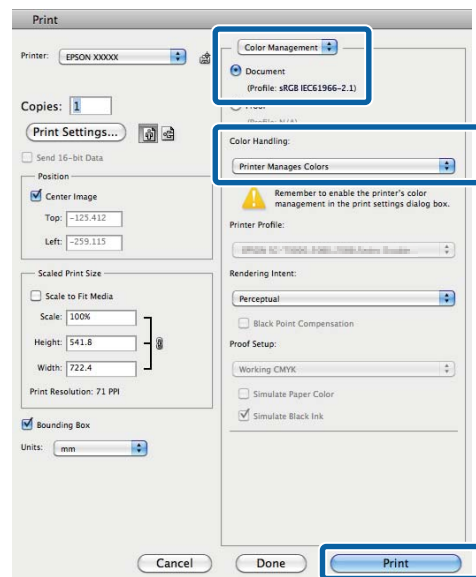 Print
Printer: EPSON XXXXX
Copies: 1
Print Settings...
Send 16-bit Data
Position
Center Image
Top: -125.412
Left: -259.115
Scaled Print Size
Scale to Fit Media
Scale: 100%
Height: 541.8
Width: 722.4
Print Resolution: 71 PPI
Bounding Box
Units: mm
Color Management
Document
(Profile: sRGB IEC61966-2.1)
Color Handling:
Printer Manages Colors
Remember to enable the printer's color
management in the print settings dialog box.
Printer Profile:
Rendering Intent:
Perceptual
Black Point Compensation
Proof Setup:
Working CMYK
Simulate Paper Color
Simulate Black Ink
Cancel
Done
Print